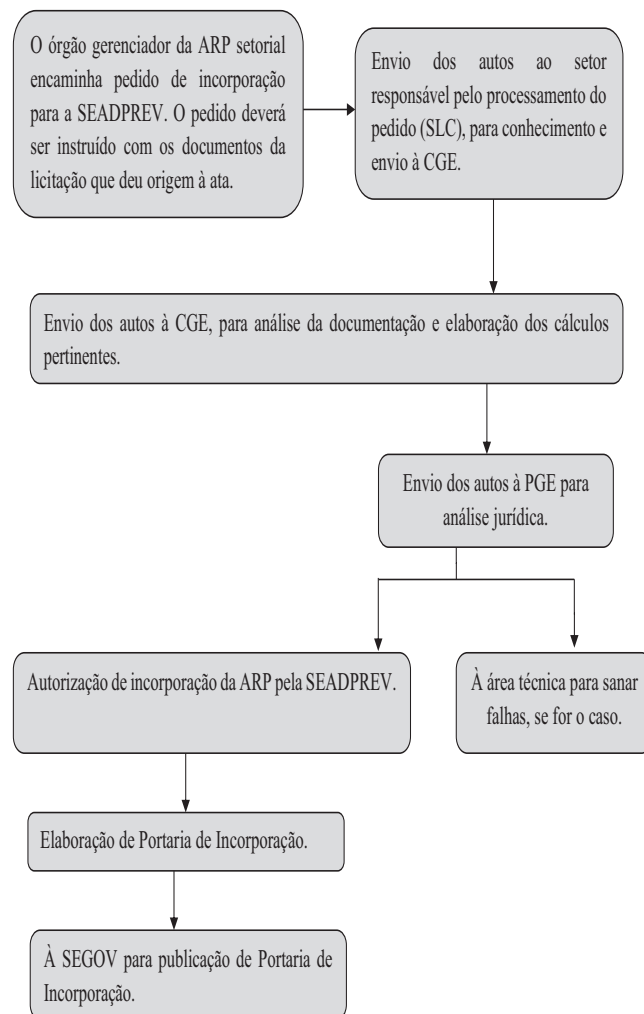 O órgão gerenciador da ARP setorial
encaminha pedido de incorporação
para a SEADPREV. O pedido deverá
ser instruído com os documentos da
licitação que deu origem à ata.
Envio dos autos ao setor
responsável pelo processamento do
pedido (SLC), para conhecimento e
envio à CGE.
Envio dos autos à CGE, para análise da documentação e elaboração dos cálculos
pertinentes.
Envio dos autos à PGE para
análise jurídica.
Autorização de incorporação da ARP pela SEADPREV.
À área técnica para sanar
falhas, se for o caso.
Elaboração de Portaria de Incorporação.
À SEGOV para publicação de Portaria de
Incorporação.